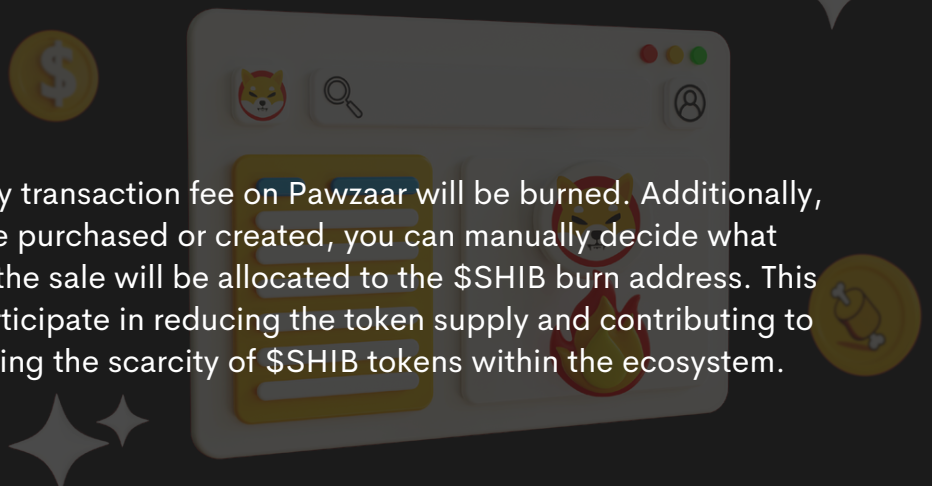 y transaction fee on Pawzaar will be burned. Additionally,
e purchased or created, you can manually decide what
the sale will be allocated to the $SHIB burn address. This
rticipate in reducing the token supply and contributing to
ing the scarcity of $SHIB tokens within the ecosystem.